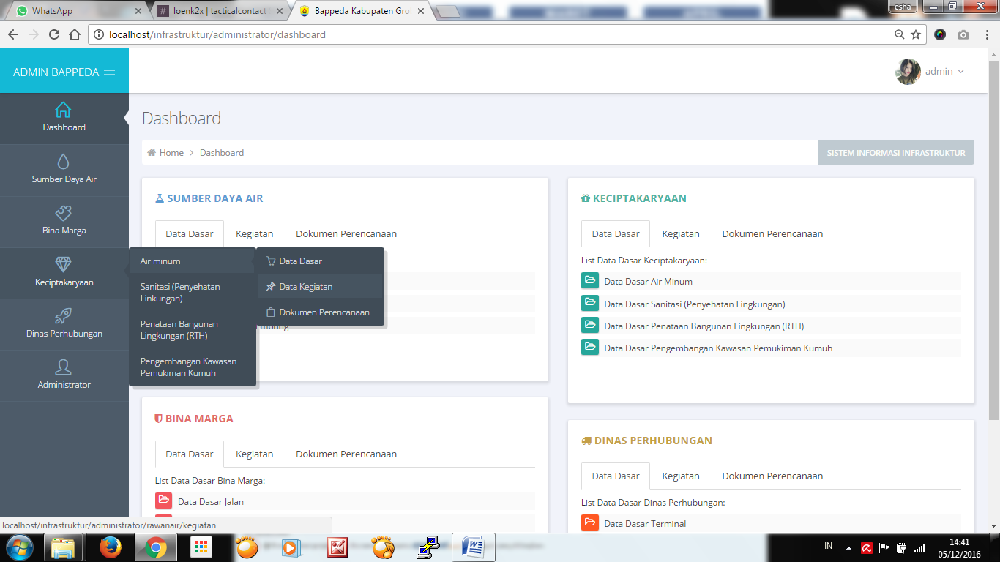 WhatsApp
loenk2x | tacticalcontact
Bappeda Kabupaten Gro
esha
localhost/infrastruktur/administrator/dashboard
ADMIN BAPPEDA
admin
Dashboard
Sumber Daya Air
Bina Marga
Keciptakaryaan
Dinas Perhubungan
Administrator
Dashboard
Home > Dashboard
SISTEM INFORMASI INFRASTRUKTUR
SUMBER DAYA AIR
Data Dasar Kegiatan Dokumen Perencanaan
Air minum
Sanitasi (Penyehatan
Linkungan)
Penataan Bangunan
Lingkungan (RTH)
Pengembangan Kawasan
Pemukiman Kumuh
Data Dasar
Data Kegiatan
Dokumen Perencanaan
KECIPTAKARYAAN
Data Dasar Kegiatan Dokumen Perencanaan
List Data Dasar Keciptakaryaan:
Data Dasar Air Minum
Data Dasar Sanitasi (Penyehatan Lingkungan)
Data Dasar Penataan Bangunan Lingkungan (RTH)
Data Dasar Pengembangan Kawasan Pemukiman Kumuh
BINA MARGA
Data Dasar Kegiatan Dokumen Perencanaan
List Data Dasar Bina Marga:
Data Dasar Jalan
DINAS PERHUBUNGAN
Data Dasar Kegiatan Dokumen Perencanaan
List Data Dasar Dinas Perhubungan:
Data Dasar Terminal
localhost/infrastruktur/administrator/rawanair/kegiatan
IN
14:41
05/12/2016